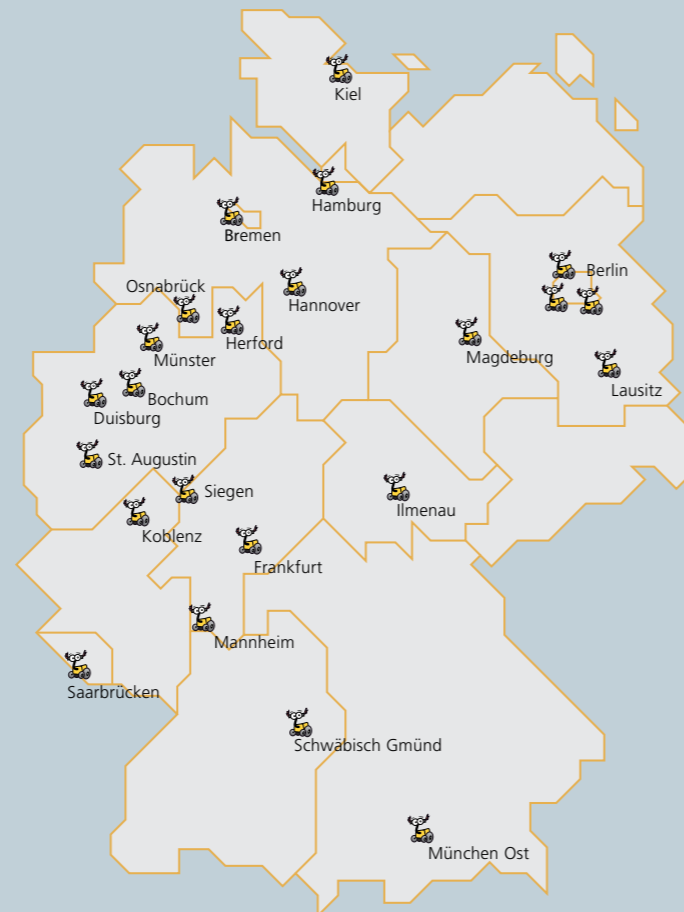 Kiel
Hamburg
Bremen
Berlin
Osnabrück
Hannover
Herford
Magdeburg
Münster
Lausitz
Bochum
Duisburg
St. Augustin
Siegen
Ilmenau
Koblenz
Frankfurt
Mannheim
Saarbrücken
Schwäbisch Gmünd
München Ost